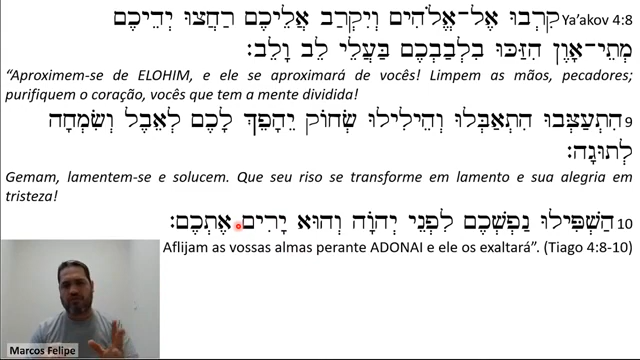 Ya’akov 4:8 קִרְבוּ אֶל־אֱלֹהִים וְיִקְרַב אֲלֵיכֶם רַחֲצוּ יְדֵיכֶם
מְתֵי־אָוֶן הִזַּכּוּ בִלְבַבְכֶם בַּעֲלֵי לֵב וָלֵב׃
“Aproximem-se de ELOHIM, e ele se aproximará de vocês! Limpem as mãos, pecadores;
purifiquem o coração, vocês que tem a mente dividida!
9 הִתְעַצְּבוּ הִתְאַבְּלוּ וְהֵילִילוּ שְׂחוֹק יֵהָפֵךְ לָכֶם לְאֵבֶל וְשִׂמְחָה
לְתוּגָה׃
Gemam, lamentem-se e solucem. Que seu riso se transforme em lamento e sua alegria em
tristeza!
10 הַשְׁפִּילוּ נַפְשְׁכֶם לִפְנֵי יְהוָֹה וְהוּא יָרִים אֶתְכֶם׃
Aflijam as vossas almas perante ADONAI e ele os exaltará”. (Tiago 4:8-10)
Marcos Felipe